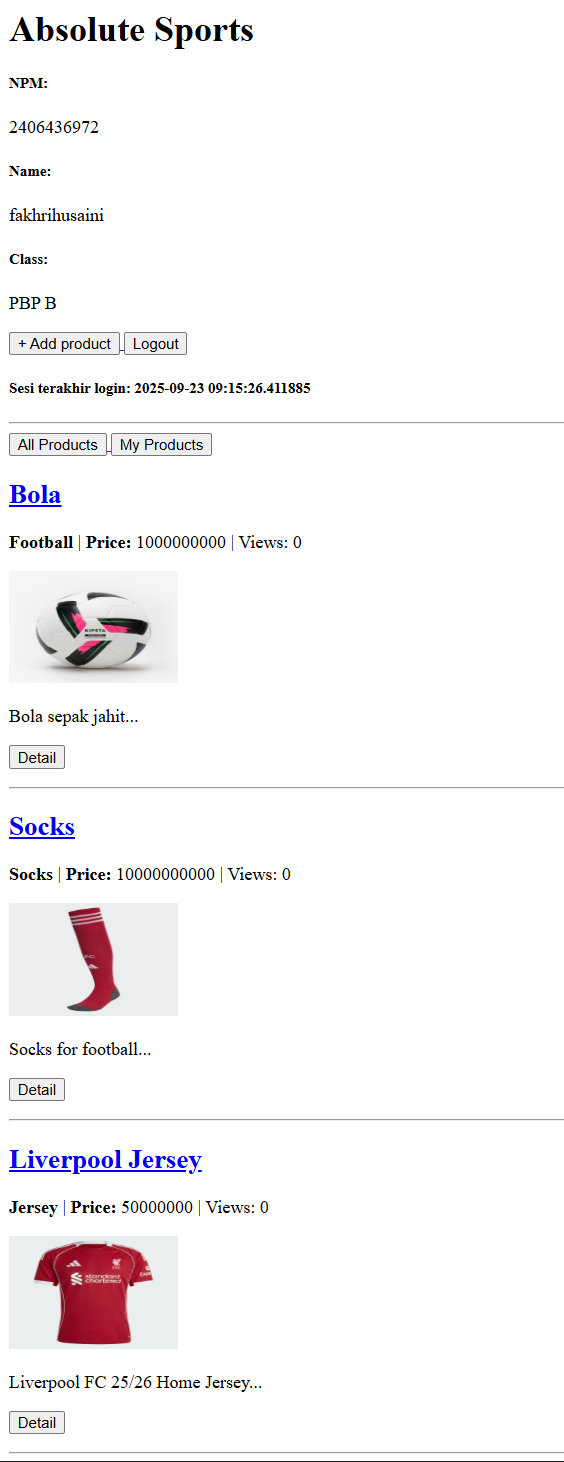 Absolute Sports
NPM:
2406436972
Name:
fakhrihusaini
Class:
PBP B
+ Add product Logout
Sesi terakhir login: 2025-09-23 09:15:26.411885
All Products My Products
Bola
Football | Price: 1000000000 | Views: 0
KIPSTA
Bola sepak jahit...
Detail
Socks
Socks | Price: 10000000000 | Views: 0
Socks for football...
Detail
Liverpool Jersey
Jersey | Price: 50000000 | Views: 0
standard
chartered
Liverpool FC 25/26 Home Jersey...
Detail